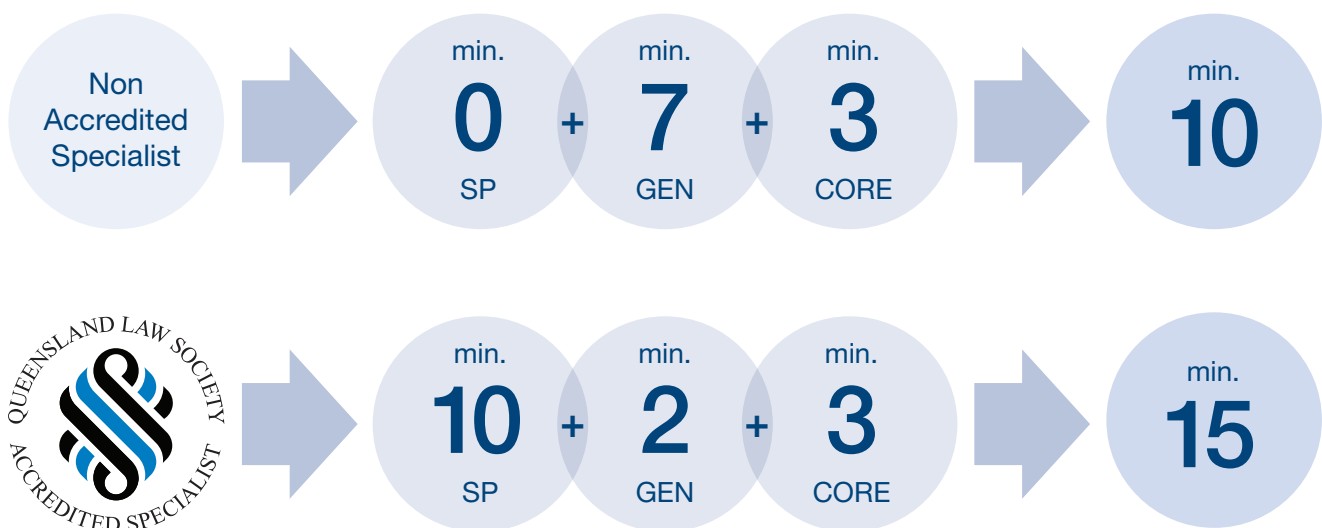 Non
Accredited
Specialist
min.
0
SP
+
min.
7
GEN
+
min.
3
CORE
min.
10
QUEENSLAND LAW SOCIETY
ACCREDITED SPECIALIST
min.
10
SP
+
min.
2
GEN
+
min.
3
CORE
min.
15